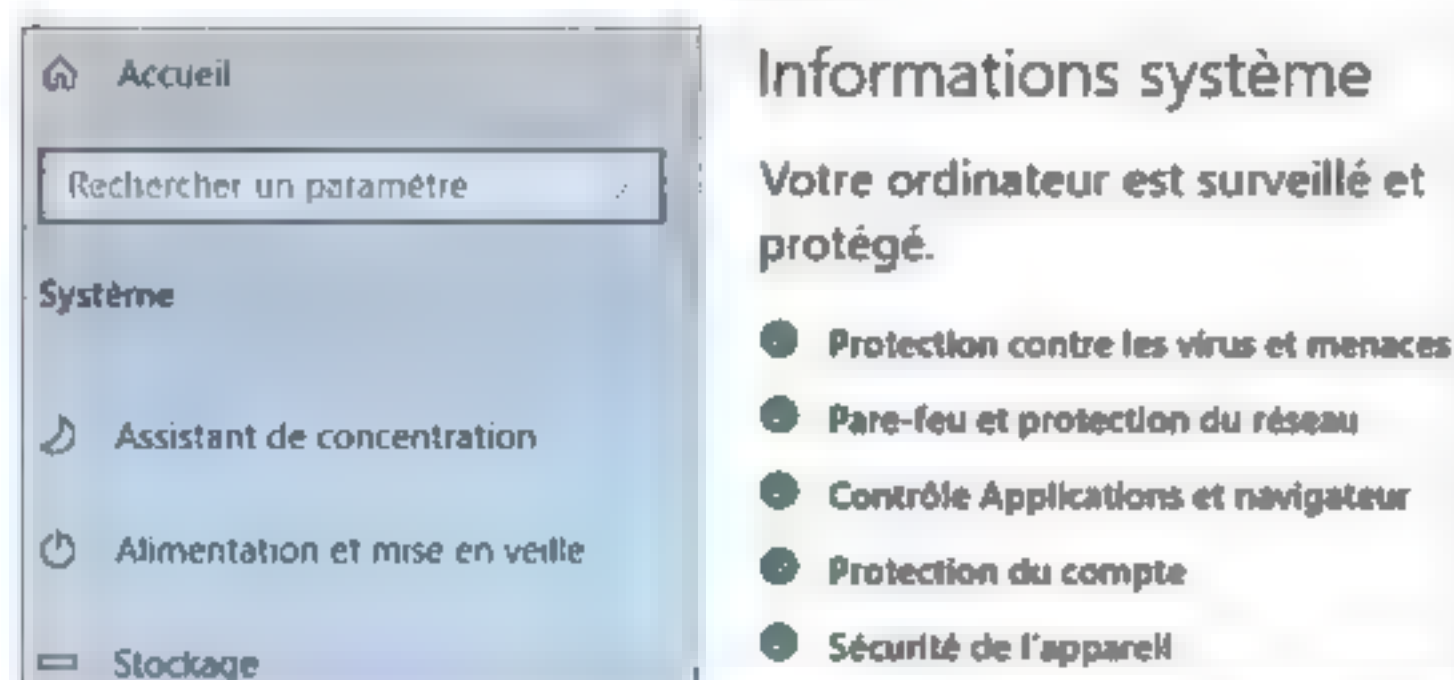 Accueil
Rechercher un paramètre
Système
Assistant de concentration
Alimentation et mise en veille
Stockage
Informations système
Votre ordinateur est surveillé et
protégé.
Protection contre les virus et menaces
Pare-feu et protection du réseau
Contrôle Applications et navigateur
Protection du compte
Sécurité de l'appareil